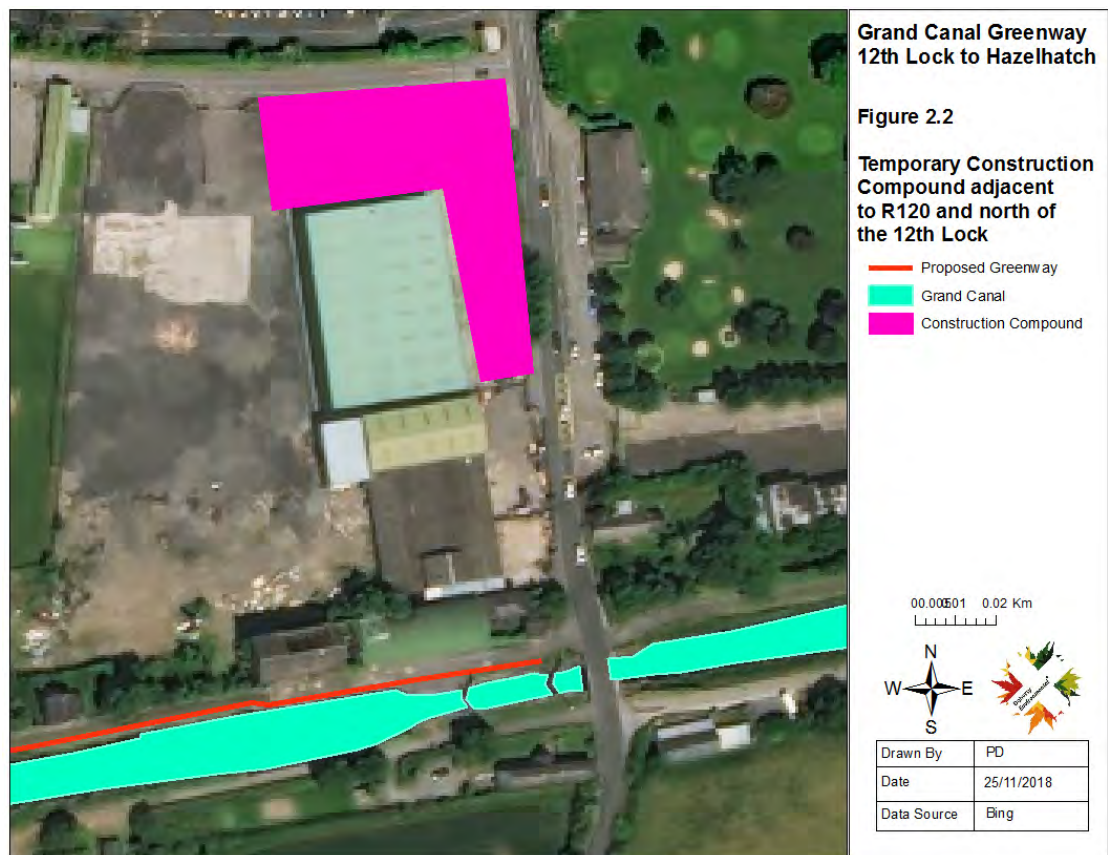 Grand Canal Greenway
12th Lock to Hazelhatch
Figure 2.2
Temporary Construction
Compound adjacent
to R120 and north of
the 12th Lock
Proposed Greenway
Grand Canal
Construction Compound
0.02 Km
N
W E
S
Doherty
Environmental
Drawn By PD
Date 25/11/2018
Data Source Bing